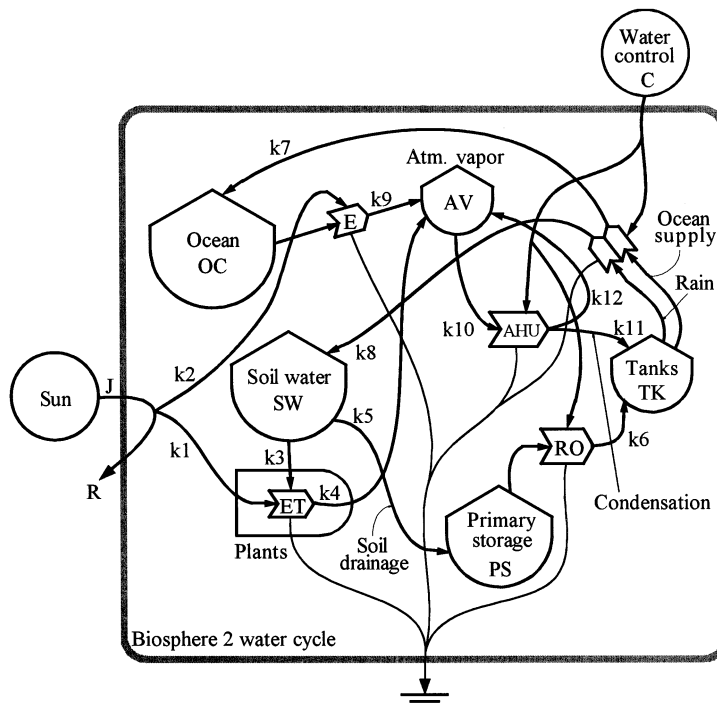 Water
control
C
k7
Atm. vapor
AV
k9
E
Ocean
OC
Ocean
supply
Rain
k12
k11
k10
AHU
k8
Tanks
TK
k2
Soil water
SW
k5
Sun
J
k1
R
k3
k4
ET
Plants
RO
k6
Condensation
Soil
drainage
Primary
storage
PS
Biosphere 2 water cycle